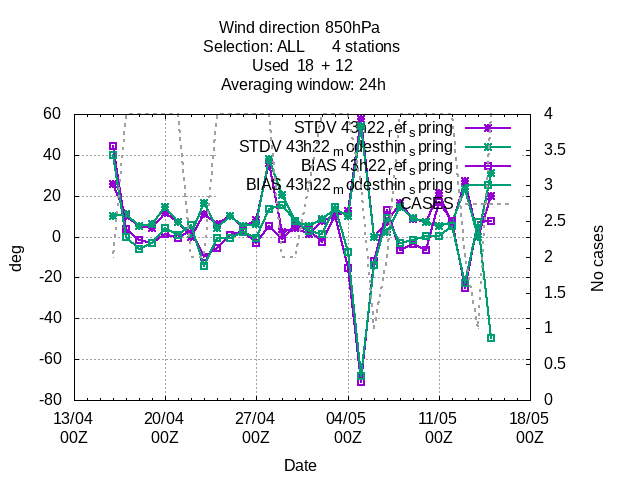 Wind direction 850hPa
Selection: ALL 4 stations
Used 18 + 12
Averaging window: 24h
60
40
20
0
-20
-40
-60
-80
deg
4
3.5
3
2.5
2
1.5
1
0.5
0
No cases
STDV 43h22_ref_spring
STDV 43h22_modesthin_spring
BIAS 43h22_ref_spring
BIAS 43h22_modesthin_spring
CASES
13/04 20/04 27/04 04/05 11/05 18/05
00Z 00Z 00Z 00Z 00Z 00Z
Date